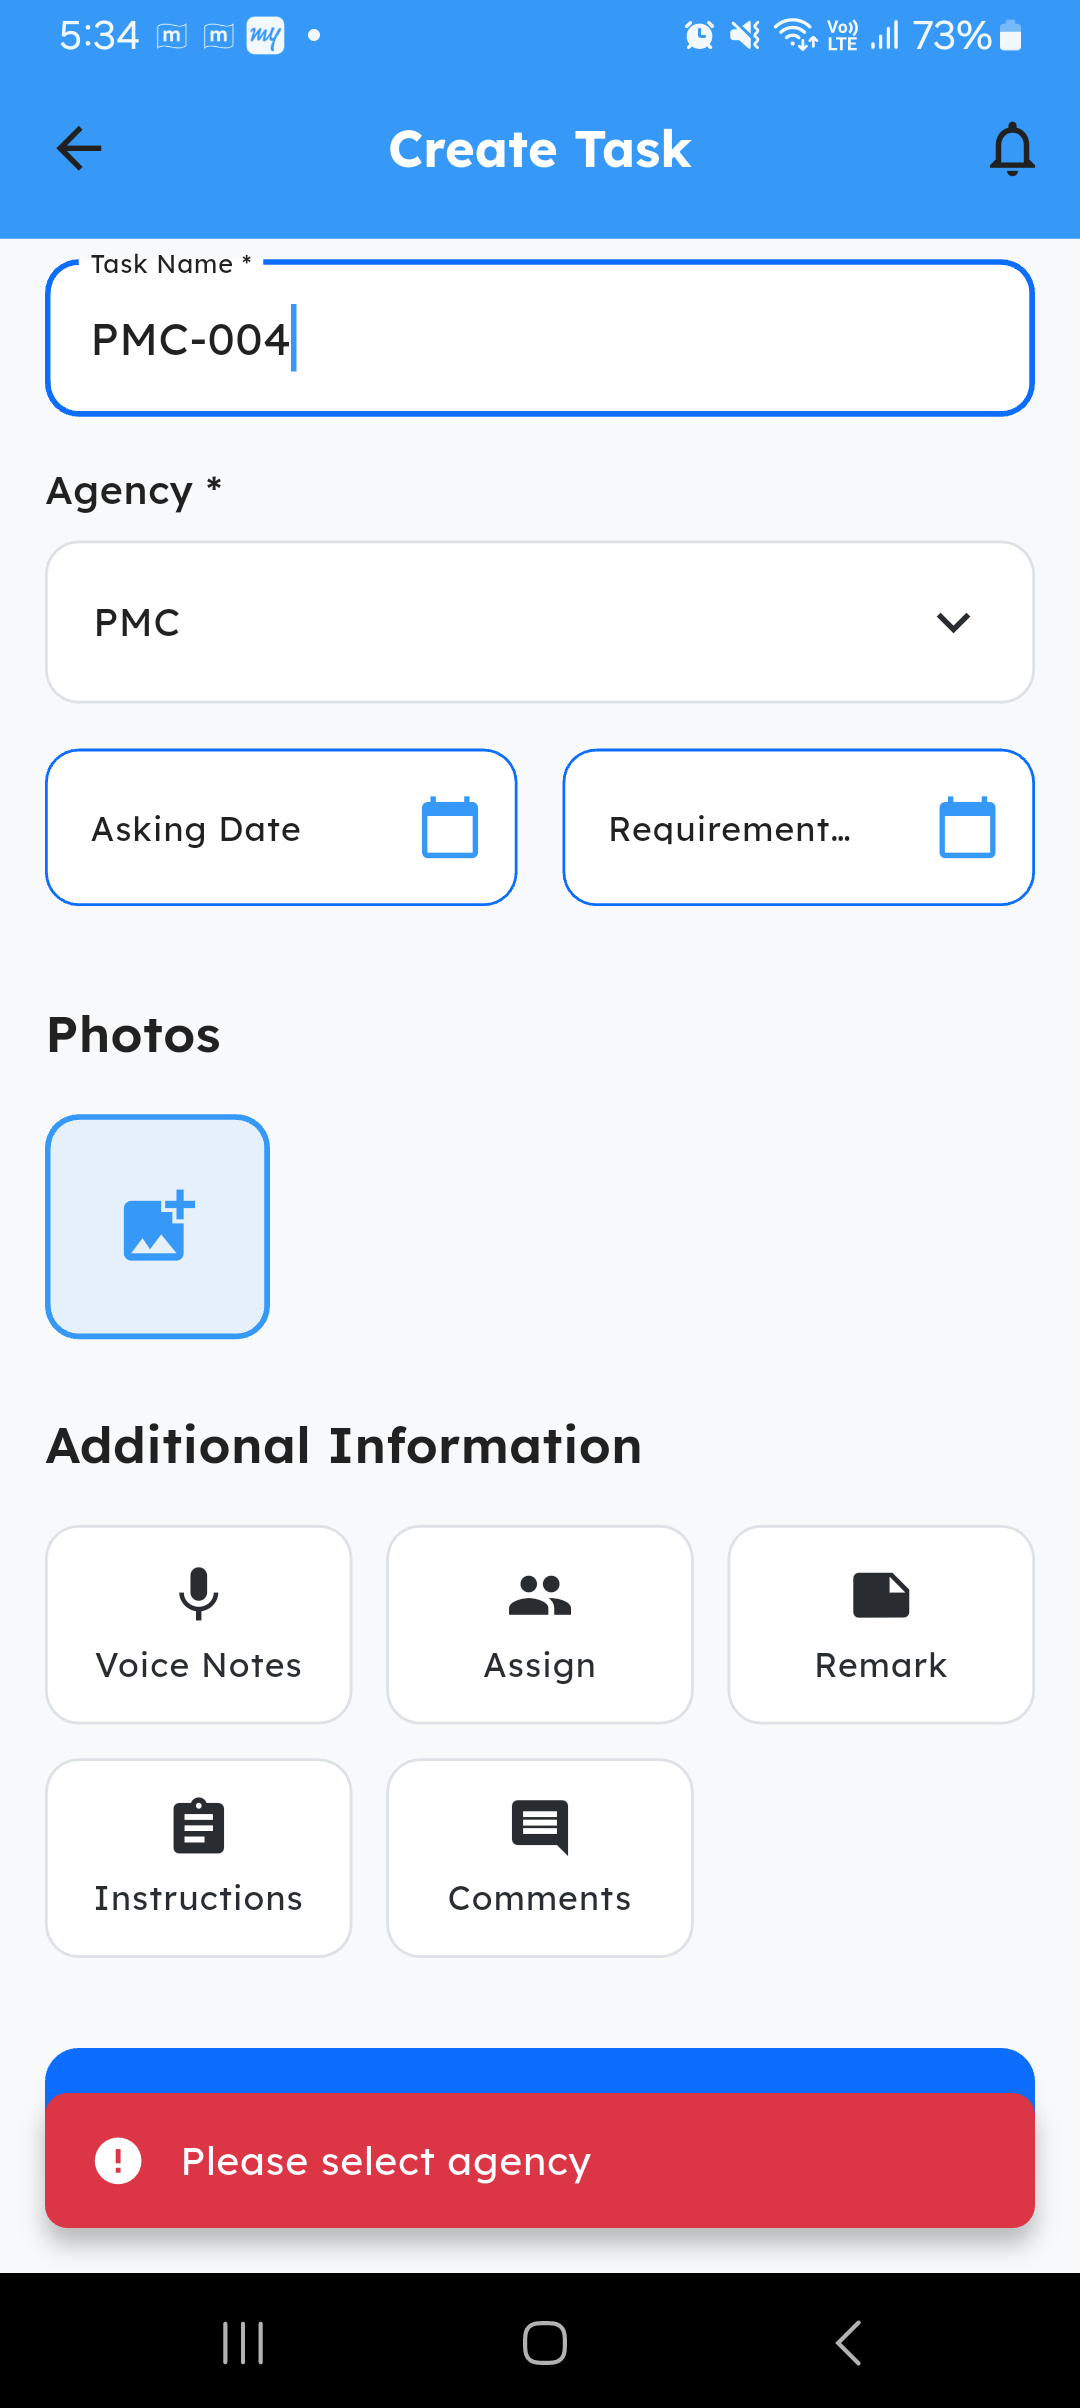 5:34 m m my Vo)) LTE 73%
Create Task
Task Name *
PMC-004
Agency *
PMC
Asking Date Requirement...
Photos
Additional Information
Voice Notes Assign Remark
Instructions Comments
Please select agency